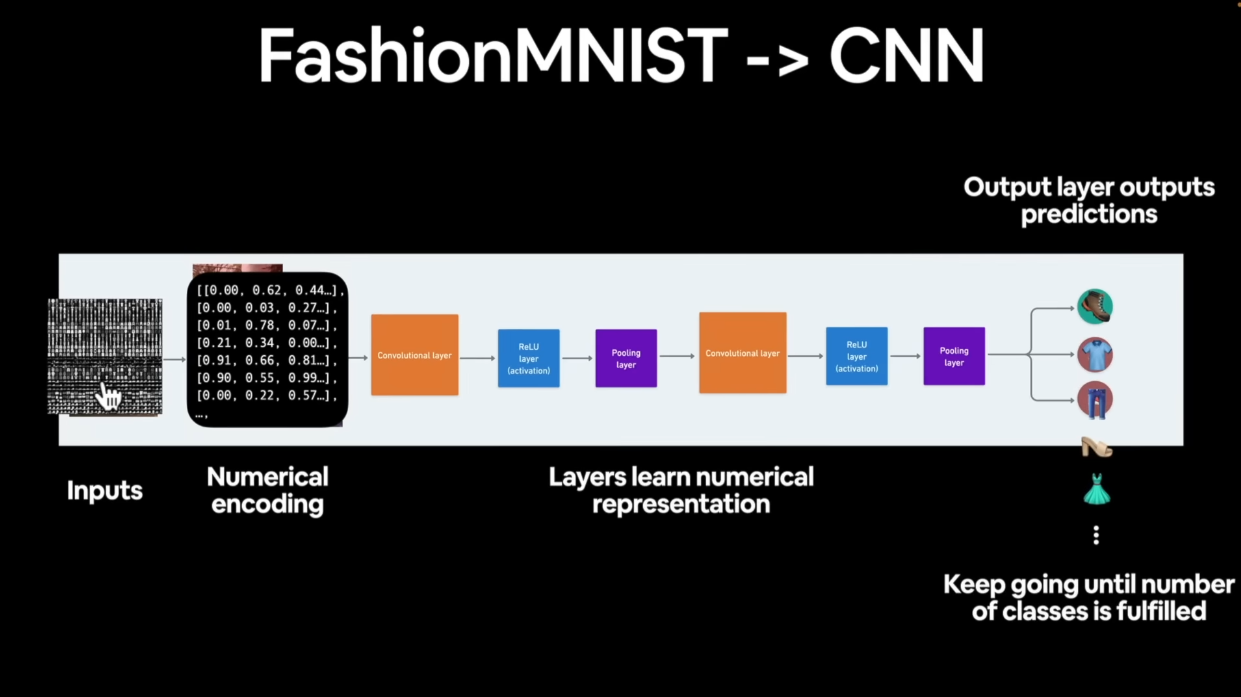 FashionMNIST -> CNN
Output layer outputs
predictions
[[0.00, 0.62, 0.44…],
[0.00, 0.03, 0.27…],
[0.01, 0.78, 0.07…],
[0.21, 0.34, 0.00…],
[0.91, 0.66, 0.81…],
[0.90, 0.55, 0.99…],
[0.00, 0.22, 0.57…],
…,
Convolutional layer
ReLU
layer
(activation)
Pooling
layer
Convolutional layer
ReLU
layer
(activation)
Pooling
layer
Inputs
Numerical
encoding
Layers learn numerical
representation
Keep going until number
of classes is fulfilled